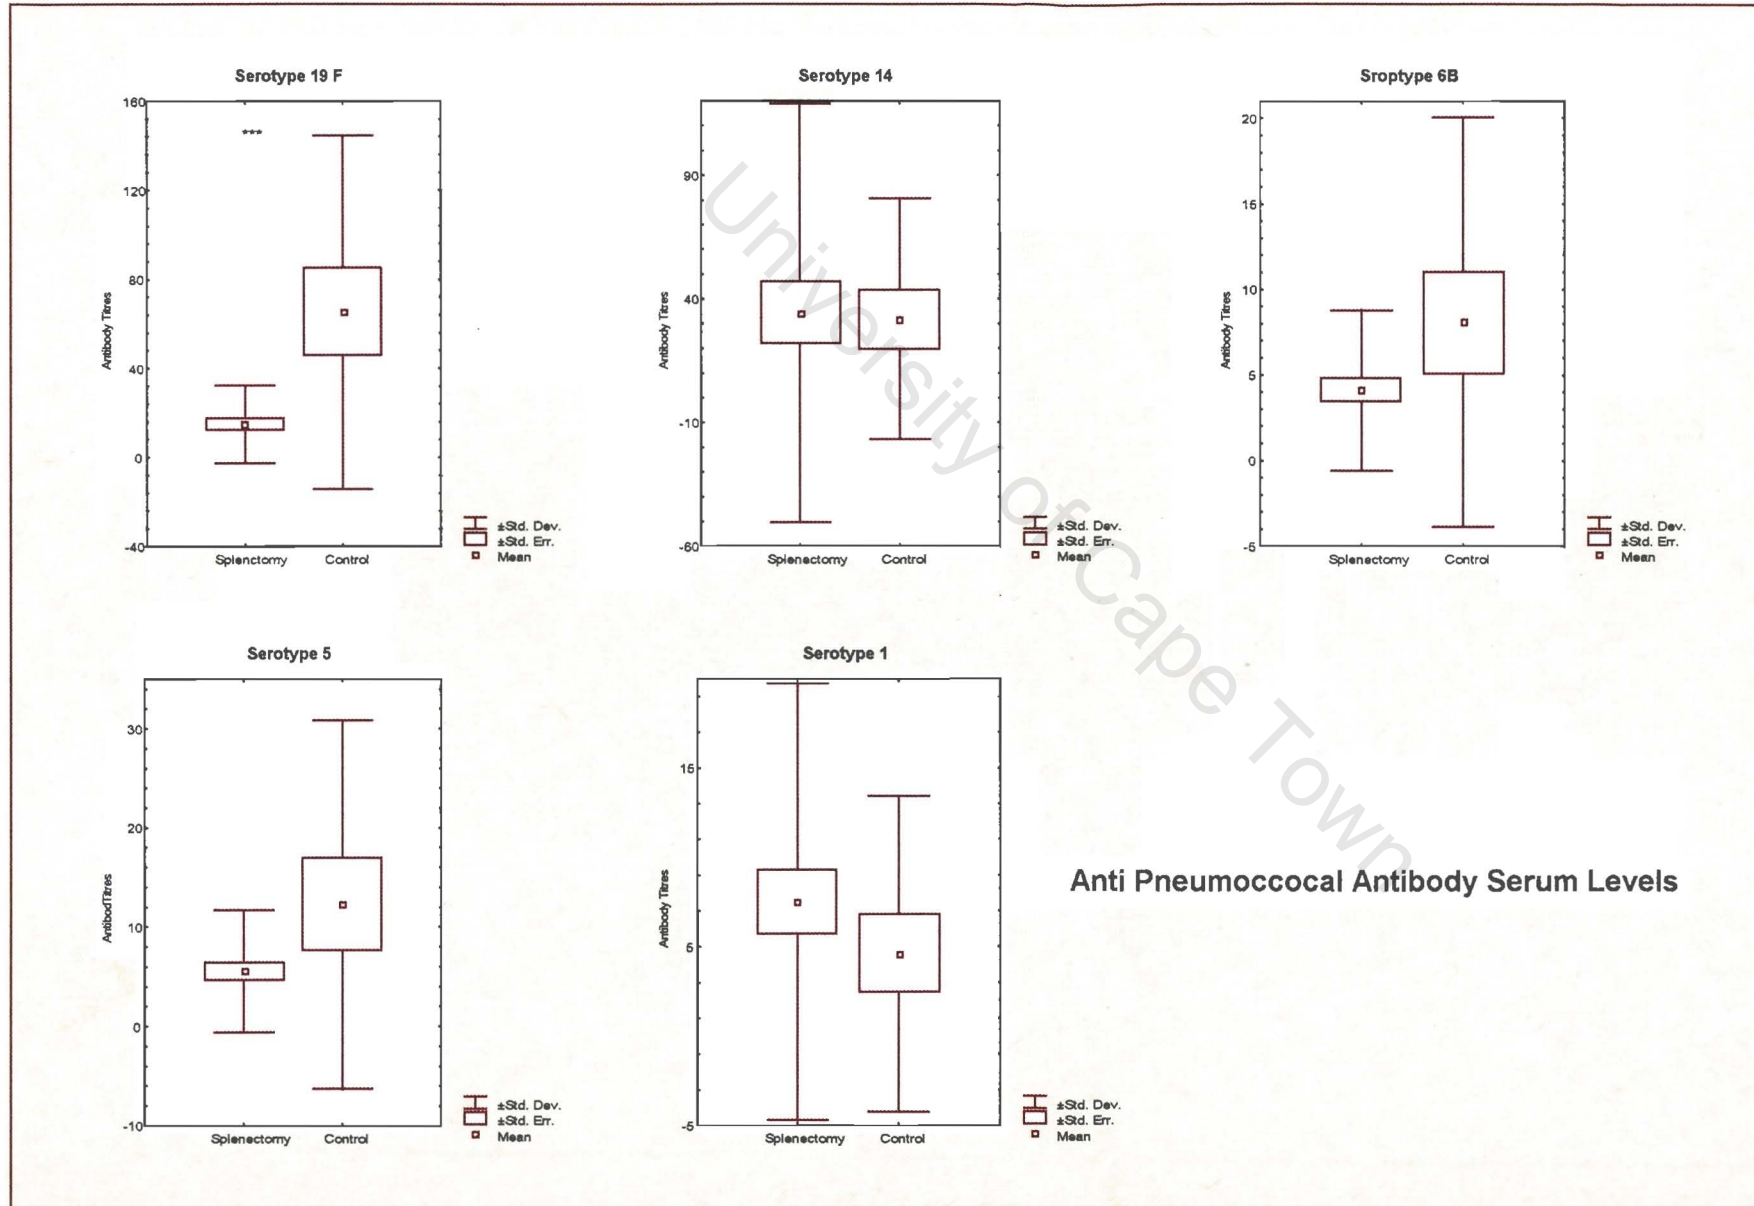 Serotype 19 F
160
120
80
40
0
-40
Antibody Titres
***
Splenctomy
Control
±Std. Dev.
±Std. Err.
Mean
Serotype 14
90
40
-10
-60
Antibody Titres
Splenectomy
Control
±Std. Dev.
±Std. Err.
Mean
Sroptype 6B
20
15
10
5
0
-5
Antibody Titres
Splenectomy
Control
±Std. Dev.
±Std. Err.
Mean
Serotype 5
30
20
10
0
-10
AntibodTitres
Splenectomy
Control
±Std. Dev.
±Std. Err.
Mean
Serotype 1
15
5
-5
Antibody Titres
Splenectomy
Control
±Std. Dev.
±Std. Err.
Mean
Anti Pneumoccocal Antibody Serum Levels
University of Cape Town